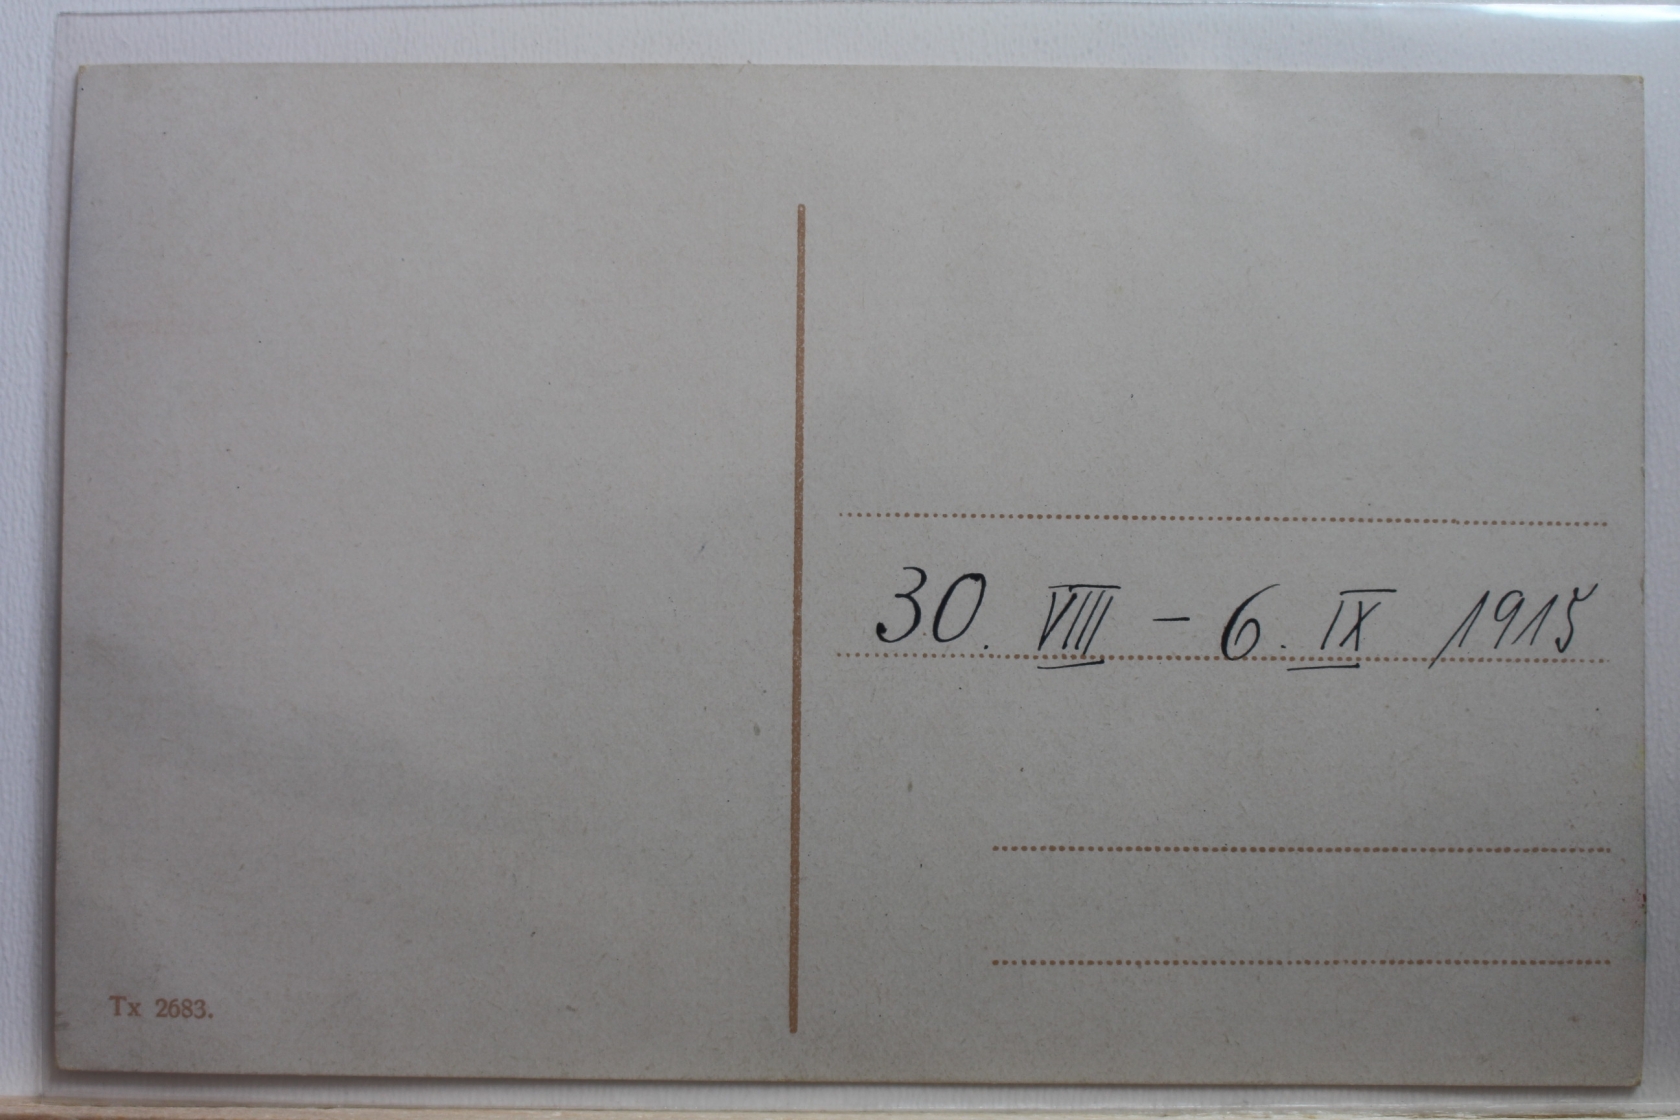 30. VIII – 6. IX 1915
Tx 2683.